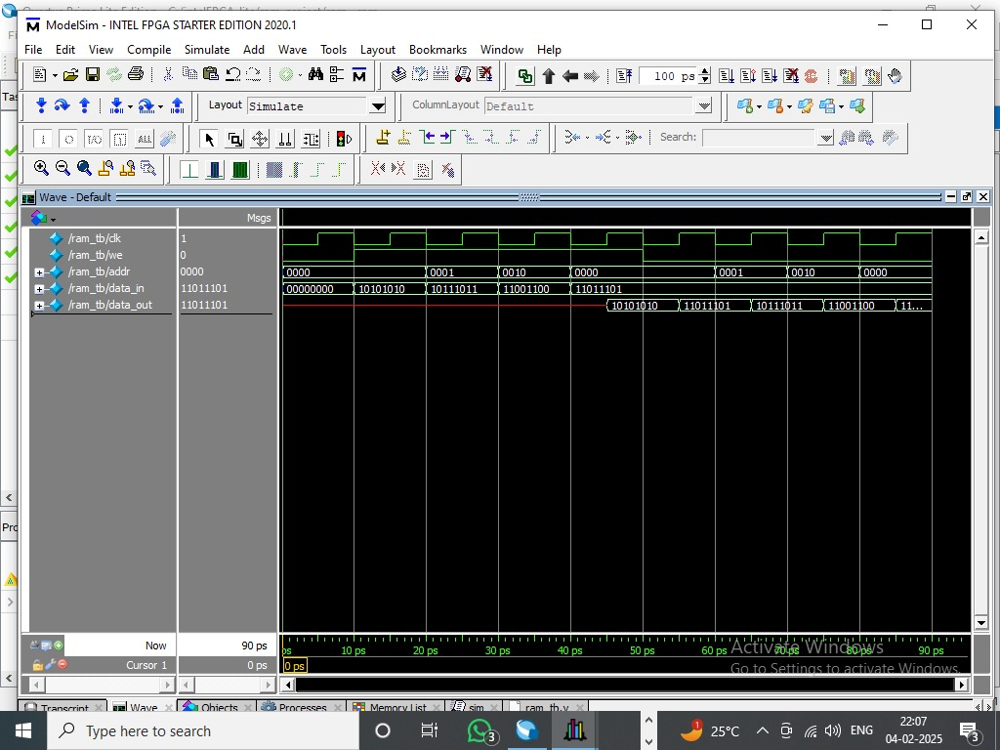 ModelSim - INTEL FPGA STARTER EDITION 2020.1
File Edit View Compile Simulate Add Wave Tools Layout Bookmarks Window Help
100 ps
Layout Simulate ColumnLayout Default
Search:
Wave - Default
Msgs
/ram_tb/clk 1
/ram_tb/we 0
/ram_tb/addr 0000 0000 0001 0010 0000 0001 0010 0000
/ram_tb/data_in 11011101 00000000 10101010 10111011 11001100 11011101
/ram_tb/data_out 11011101 10101010 11011101 10111011 11001100 11...
Now 90 ps ps 10 ps 20 ps 30 ps 40 ps 50 ps 60 ps 70 ps 80 ps 90 ps
Cursor 1 0 ps 0 ps
Activate Windows
Go to Settings to activate Windows.
Transcript Wave Objects Processes Memory List sim ram_tb.v
Type here to search
3
25°C
ENG
22:07
04-02-2025
3